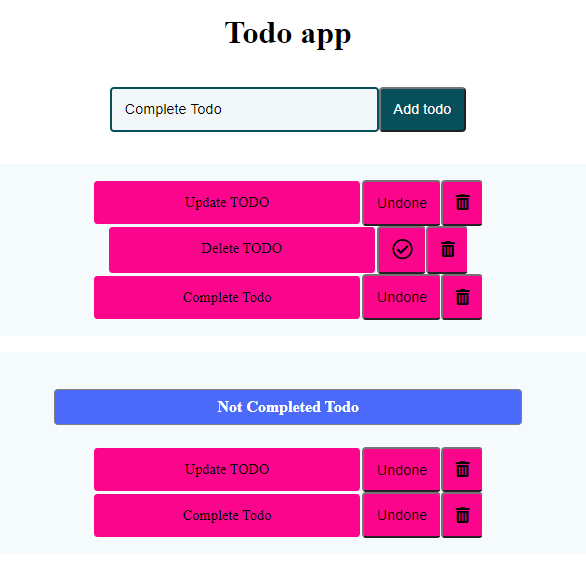 Todo app
Complete Todo Add todo
Update TODO Undone
Delete TODO
Complete Todo Undone
Not Completed Todo
Update TODO Undone
Complete Todo Undone